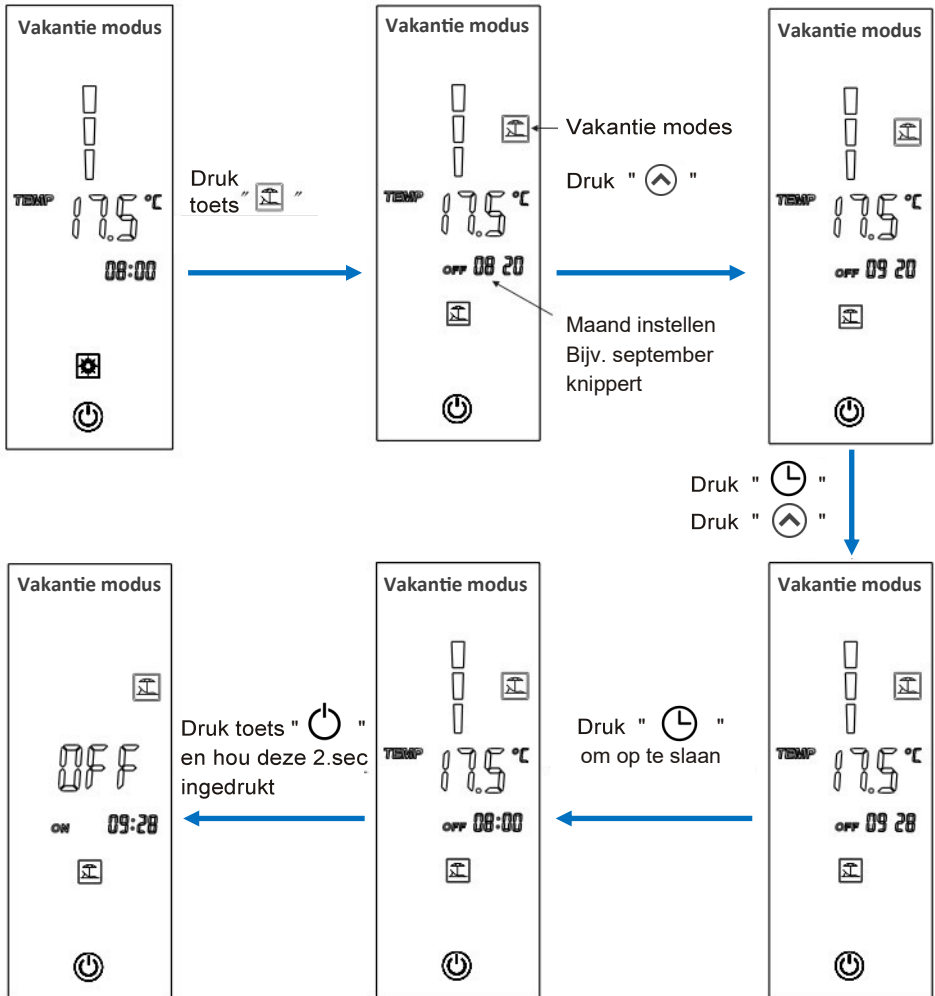 Vakantie modus
TEMP 17.5 °C
08:00
Druk
toets" "
Vakantie modus
TEMP 17.5 °C
OFF 08 20
Vakantie modes
Druk " "
Maand instellen
Bijv. september
knippert
Vakantie modus
TEMP 17.5 °C
OFF 09 20
Druk " "
Druk " "
Vakantie modus
TEMP 17.5 °C
OFF 09 28
Druk " "
om op te slaan
Vakantie modus
TEMP 17.5 °C
OFF 08:00
Druk toets " "
en hou deze 2.sec
ingedrukt
Vakantie modus
OFF
ON 09:28